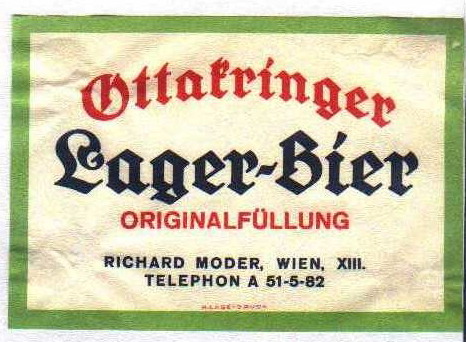 Ottakringer
Lager-Bier
ORIGINALFÜLLUNG
RICHARD MODER, WIEN, XIII.
TELEPHON A 51-5-82